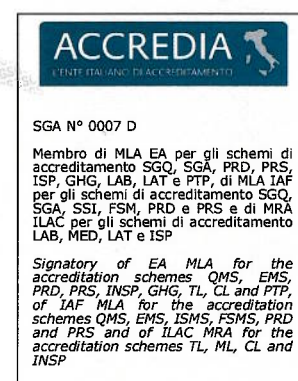 ACCREDIA
L'ENTE ITALIANO DI ACCREDITAMENTO
SGA N° 0007 D
Membro di MLA EA per gli schemi di
accreditamento SGQ, SGA, PRD, PRS,
ISP, GHG, LAB, LAT e PTP, di MLA IAF
per gli schemi di accreditamento SGQ,
SGA, SSI, FSM, PRD e PRS e di MRA
ILAC per gli schemi di accreditamento
LAB, MED, LAT e ISP
Signatory of EA MLA for the
accreditation schemes QMS, EMS,
PRD, PRS, INSP, GHG, TL, CL and PTP,
of IAF MLA for the accreditation
schemes QMS, EMS, ISMS, FSMS, PRD
and PRS and of ILAC MRA for the
accreditation schemes TL, ML, CL and
INSP